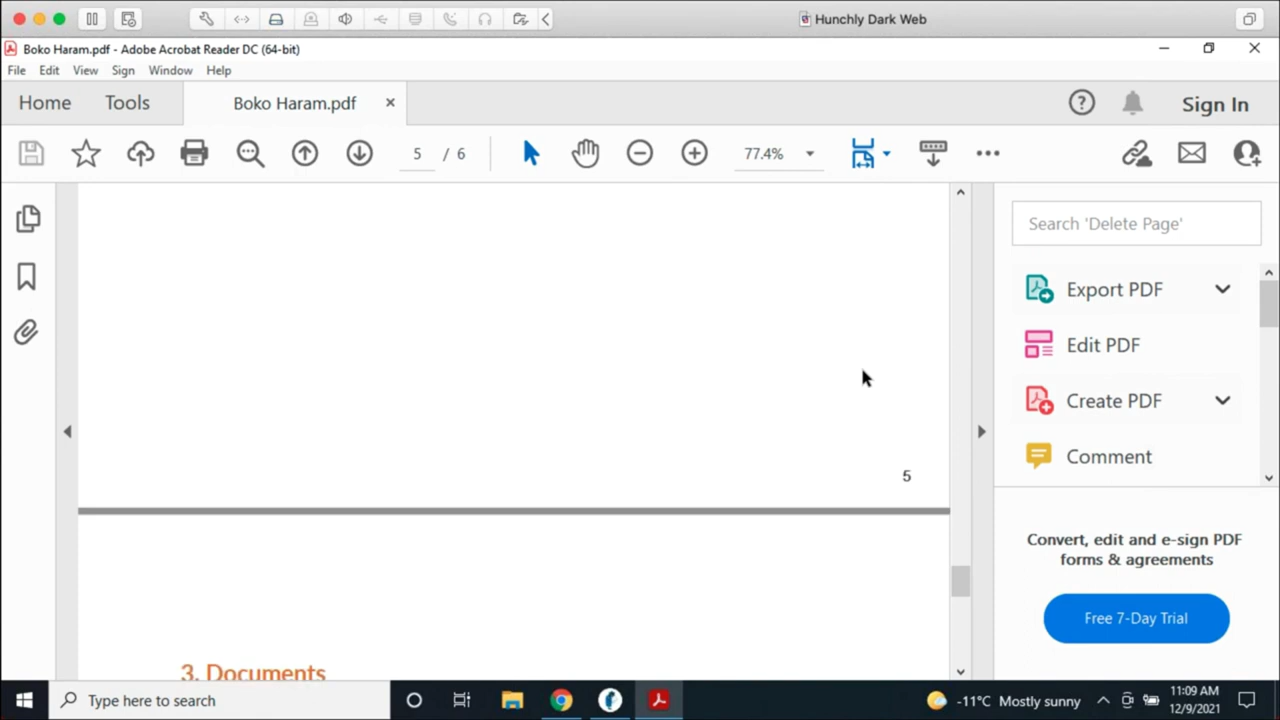 Hunchly Dark Web
Boko Haram.pdf - Adobe Acrobat Reader DC (64-bit)
File Edit View Sign Window Help
Home Tools Boko Haram.pdf × Sign In
5 / 6 77.4%
Search 'Delete Page'
Export PDF
Edit PDF
Create PDF
Comment
5
Convert, edit and e-sign PDF
forms & agreements
Free 7-Day Trial
3. Documents
Type here to search
-11°C Mostly sunny
11:09 AM
12/9/2021